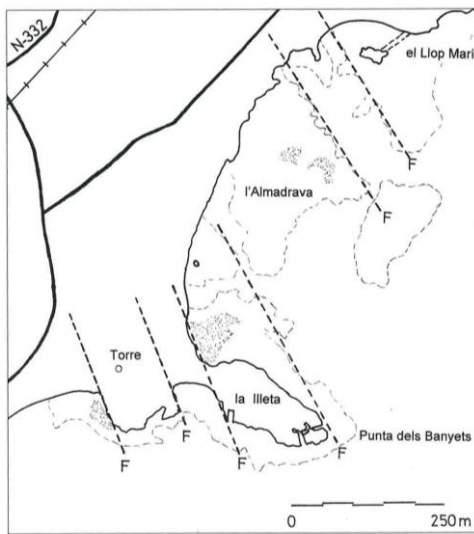 N-332
el Llop Marí
F
l'Almadrava
F
Torre
la Illeta
Punta dels Banyets
F
F
F
F
0 250 m